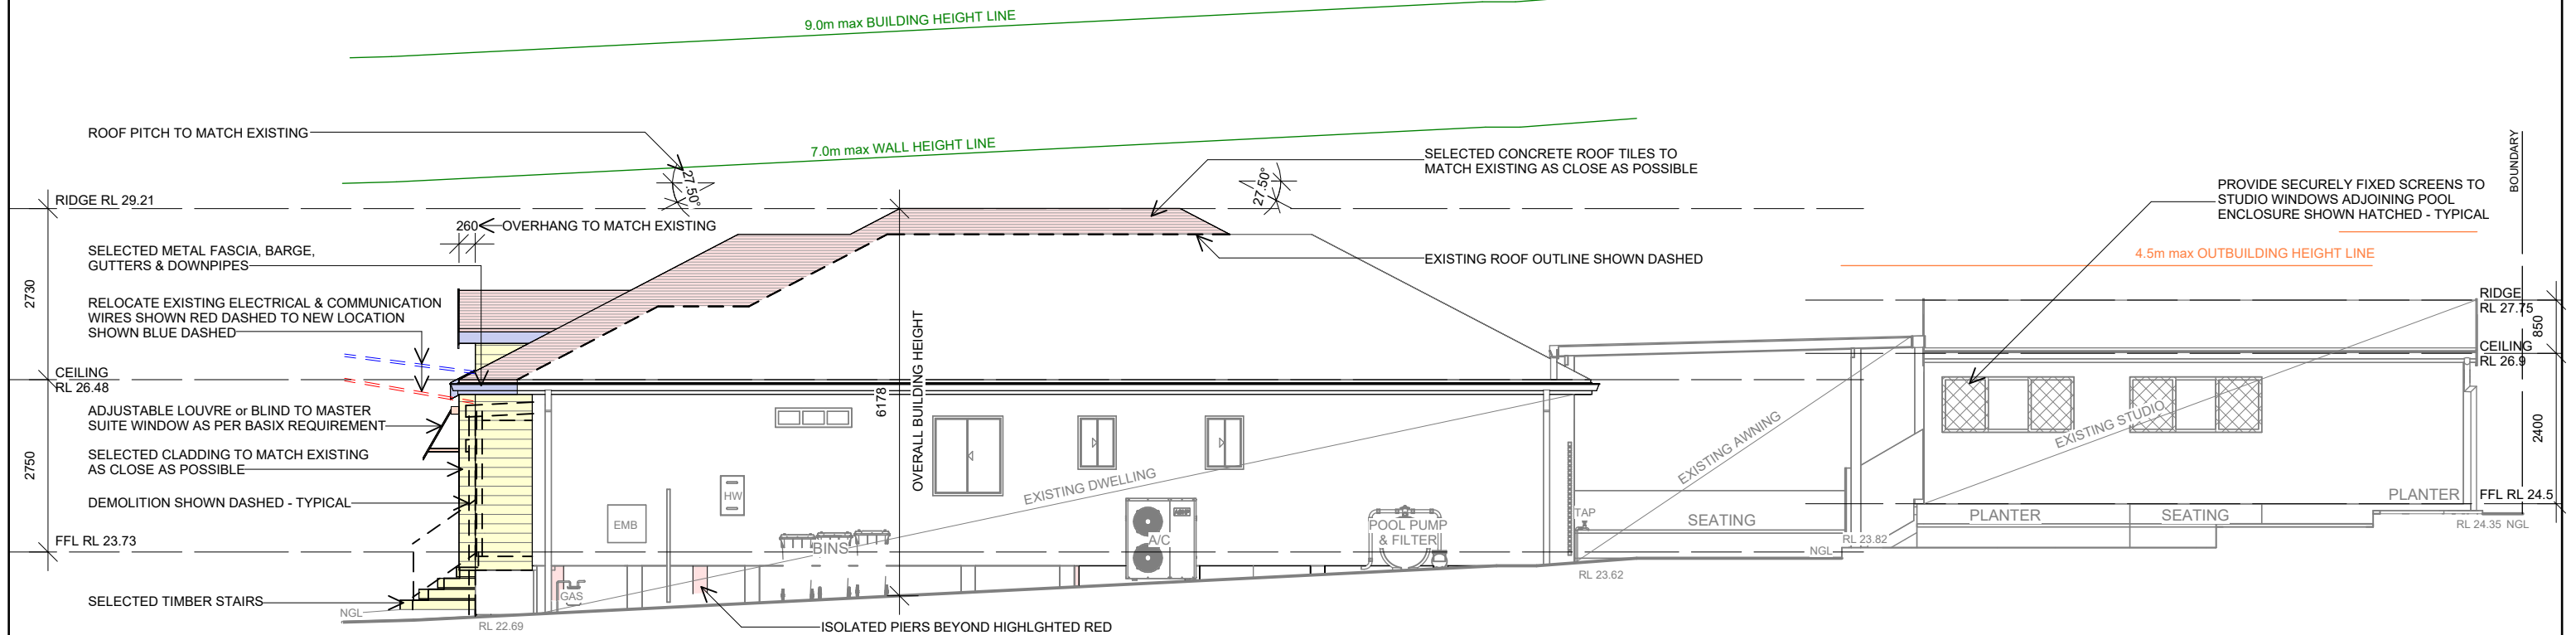 9.0m max BUILDING HEIGHT LINE
ROOF PITCH TO MATCH EXISTING
7.0m max WALL HEIGHT LINE
27.50°
27.50°
SELECTED CONCRETE ROOF TILES TO
MATCH EXISTING AS CLOSE AS POSSIBLE
BOUNDARY
PROVIDE SECURELY FIXED SCREENS TO
STUDIO WINDOWS ADJOINING POOL
ENCLOSURE SHOWN HATCHED - TYPICAL
RIDGE RL 29.21
260
OVERHANG TO MATCH EXISTING
SELECTED METAL FASCIA, BARGE,
GUTTERS & DOWNPIPES
EXISTING ROOF OUTLINE SHOWN DASHED
4.5m max OUTBUILDING HEIGHT LINE
2730
RELOCATE EXISTING ELECTRICAL & COMMUNICATION
WIRES SHOWN RED DASHED TO NEW LOCATION
SHOWN BLUE DASHED
RIDGE
RL 27.75
850
CEILING
RL 26.9
CEILING
RL 26.48
6178
OVERALL BUILDING HEIGHT
ADJUSTABLE LOUVRE or BLIND TO MASTER
SUITE WINDOW AS PER BASIX REQUIREMENT
SELECTED CLADDING TO MATCH EXISTING
AS CLOSE AS POSSIBLE
2750
DEMOLITION SHOWN DASHED - TYPICAL
EXISTING DWELLING
EXISTING AWNING
EXISTING STUDIO
2400
HW
EMB
BINS
A/C
POOL PUMP
& FILTER
TAP
SEATING
PLANTER
SEATING
PLANTER
FFL RL 24.5
RL 24.35 NGL
FFL RL 23.73
RL 23.82
NGL
RL 23.62
GAS
SELECTED TIMBER STAIRS
NGL
RL 22.69
ISOLATED PIERS BEYOND HIGHLGHTED RED